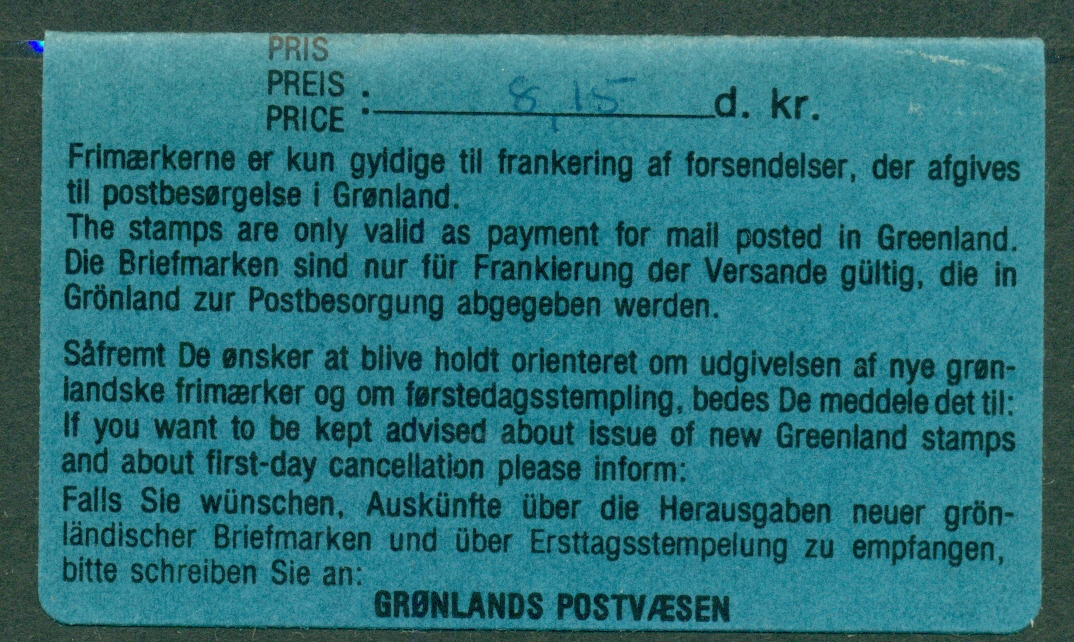 PRIS
PREIS
PRICE : 8,15 d. kr.
Frimærkerne er kun gyldige til frankering af forsendelser, der afgives
til postbesørgelse i Grønland.
The stamps are only valid as payment for mail posted in Greenland.
Die Briefmarken sind nur für Frankierung der Versande gültig, die in
Grönland zur Postbesorgung abgegeben werden.
Såfremt De ønsker at blive holdt orienteret om udgivelsen af nye grøn-
landske frimærker og om førstedagsstempling, bedes De meddele det til:
If you want to be kept advised about issue of new Greenland stamps
and about first-day cancellation please inform:
Falls Sie wünschen, Auskünfte über die Herausgaben neuer grön-
ländischer Briefmarken und über Ersttagsstempelung zu empfangen,
bitte schreiben Sie an:
GRØNLANDS POSTVÆSEN